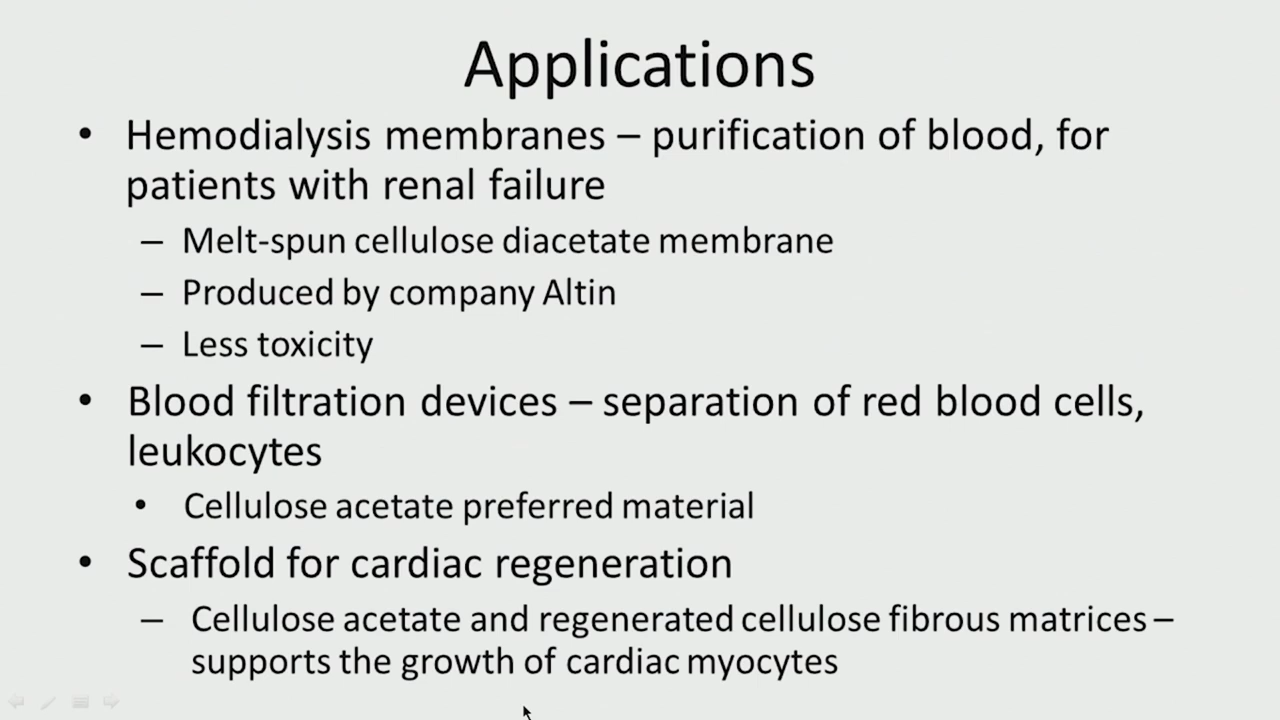 Applications
• Hemodialysis membranes – purification of blood, for
patients with renal failure
– Melt-spun cellulose diacetate membrane
– Produced by company Altin
– Less toxicity
• Blood filtration devices – separation of red blood cells,
leukocytes
• Cellulose acetate preferred material
• Scaffold for cardiac regeneration
– Cellulose acetate and regenerated cellulose fibrous matrices –
supports the growth of cardiac myocytes